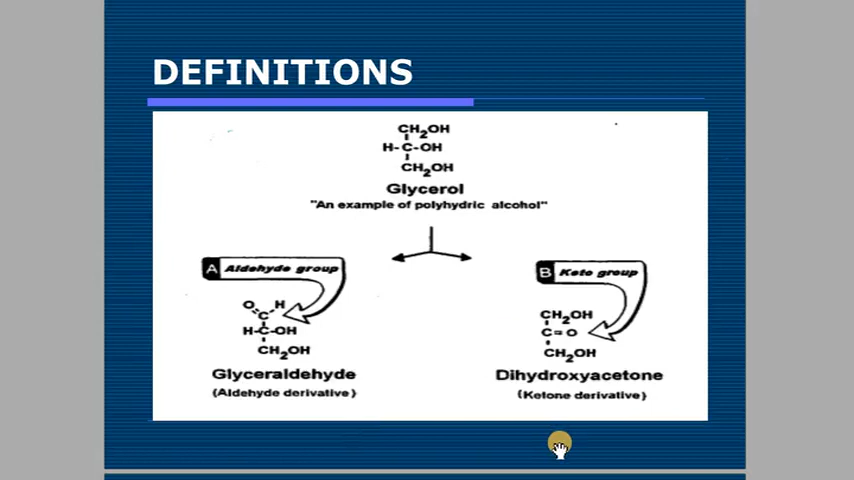 DEFINITIONS
CH2OH
H-C-OH
CH2OH
Glycerol
"An example of polyhydric alcohol"
A Aldehyde group
B Keto group
O H
C
H-C-OH
CH2OH
Glyceraldehyde
(Aldehyde derivative)
CH2OH
C=O
CH2OH
Dihydroxyacetone
(Ketone derivative)